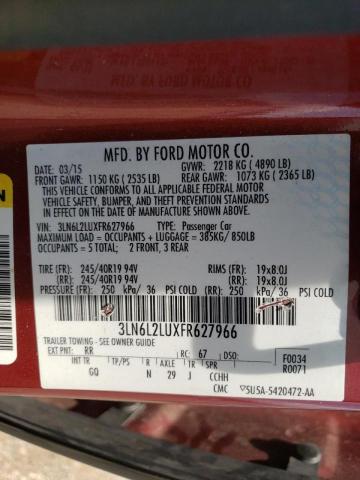 MFD. BY FORD MOTOR CO.
DATE: 03/15 GVWR: 2218 KG ( 4890 LB)
FRONT GAWR: 1150 KG ( 2535 LB) REAR GAWR: 1073 KG ( 2365 LB)
THIS VEHICLE CONFORMS TO ALL APPLICABLE FEDERAL MOTOR
VEHICLE SAFETY, BUMPER, AND THEFT PREVENTION STANDARDS IN
EFFECT ON THE DATE OF MANUFACTURE SHOWN ABOVE.
VIN: 3LN6L2LUXFR627966 TYPE: Passenger Car
MAXIMUM LOAD = OCCUPANTS + LUGGAGE = 385KG/ 850LB
OCCUPANTS = 5 TOTAL: 2 FRONT, 3 REAR
TIRE (FR): 245/40R19 94V RIMS (FR): 19x8.0J
TIRE (RR): 245/40R19 94V (RR): 19x8.0J
PRESSURE (FR) 250 kPa/ 36 PSI COLD (RR) 250 kPa/ 36 PSI COLD
3LN6L2LUXFR627966
TRAILER TOWING - SEE OWNER GUIDE
EXT PNT: RR RC: 67 DSO: F0034
INT TR TP/PS R AXLE TR SPR R0071
GQ N 29 J CCHH
CMC SU5A-5420472-AA